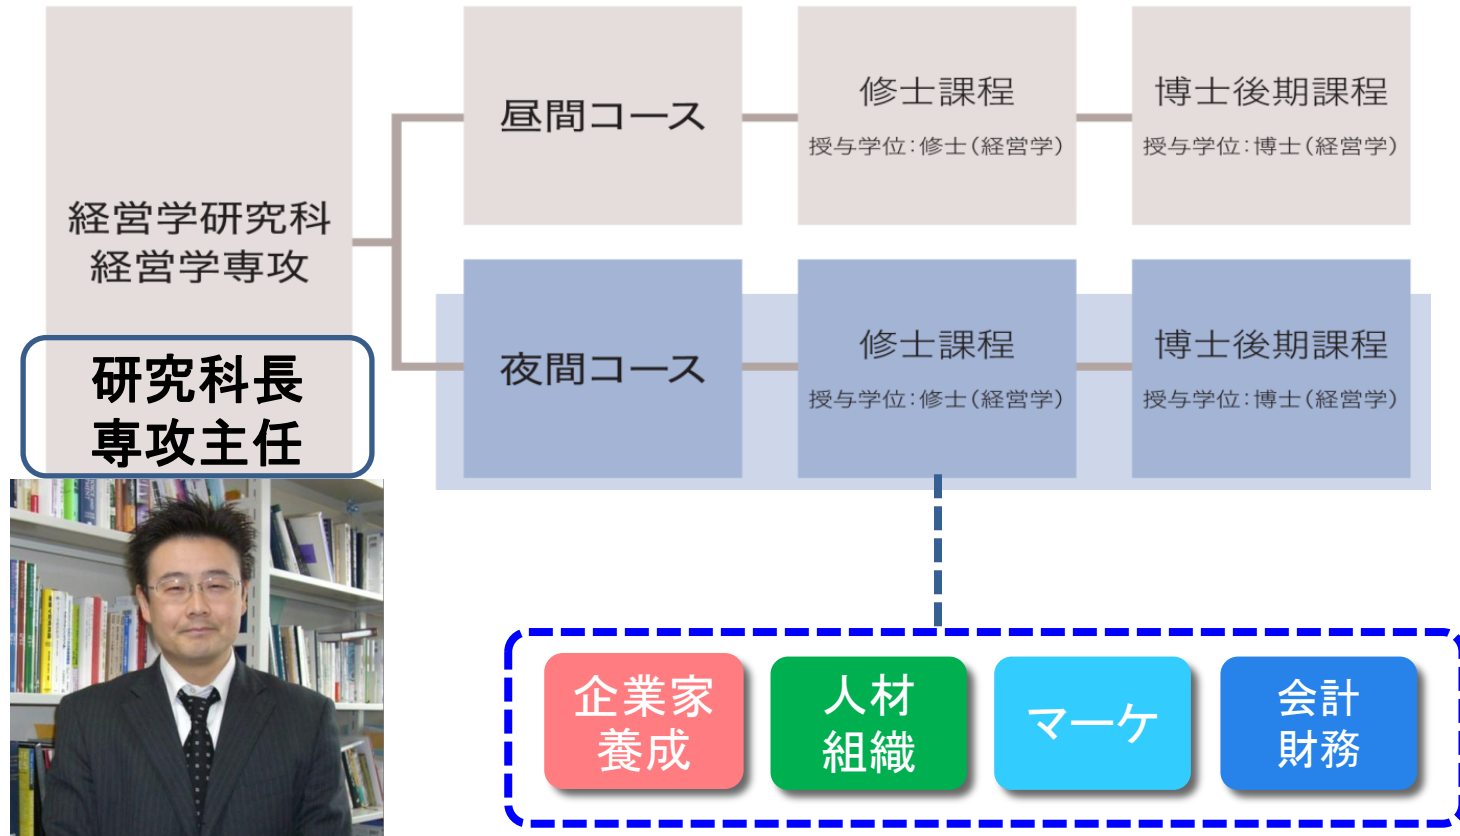 経営学研究科
経営学専攻
研究科長
専攻主任
昼間コース
修士課程
授与学位：修士（経営学）
博士後期課程
授与学位：博士（経営学）
夜間コース
修士課程
授与学位：修士（経営学）
博士後期課程
授与学位：博士（経営学）
企業家
養成
人材
組織
マーケ
会計
財務